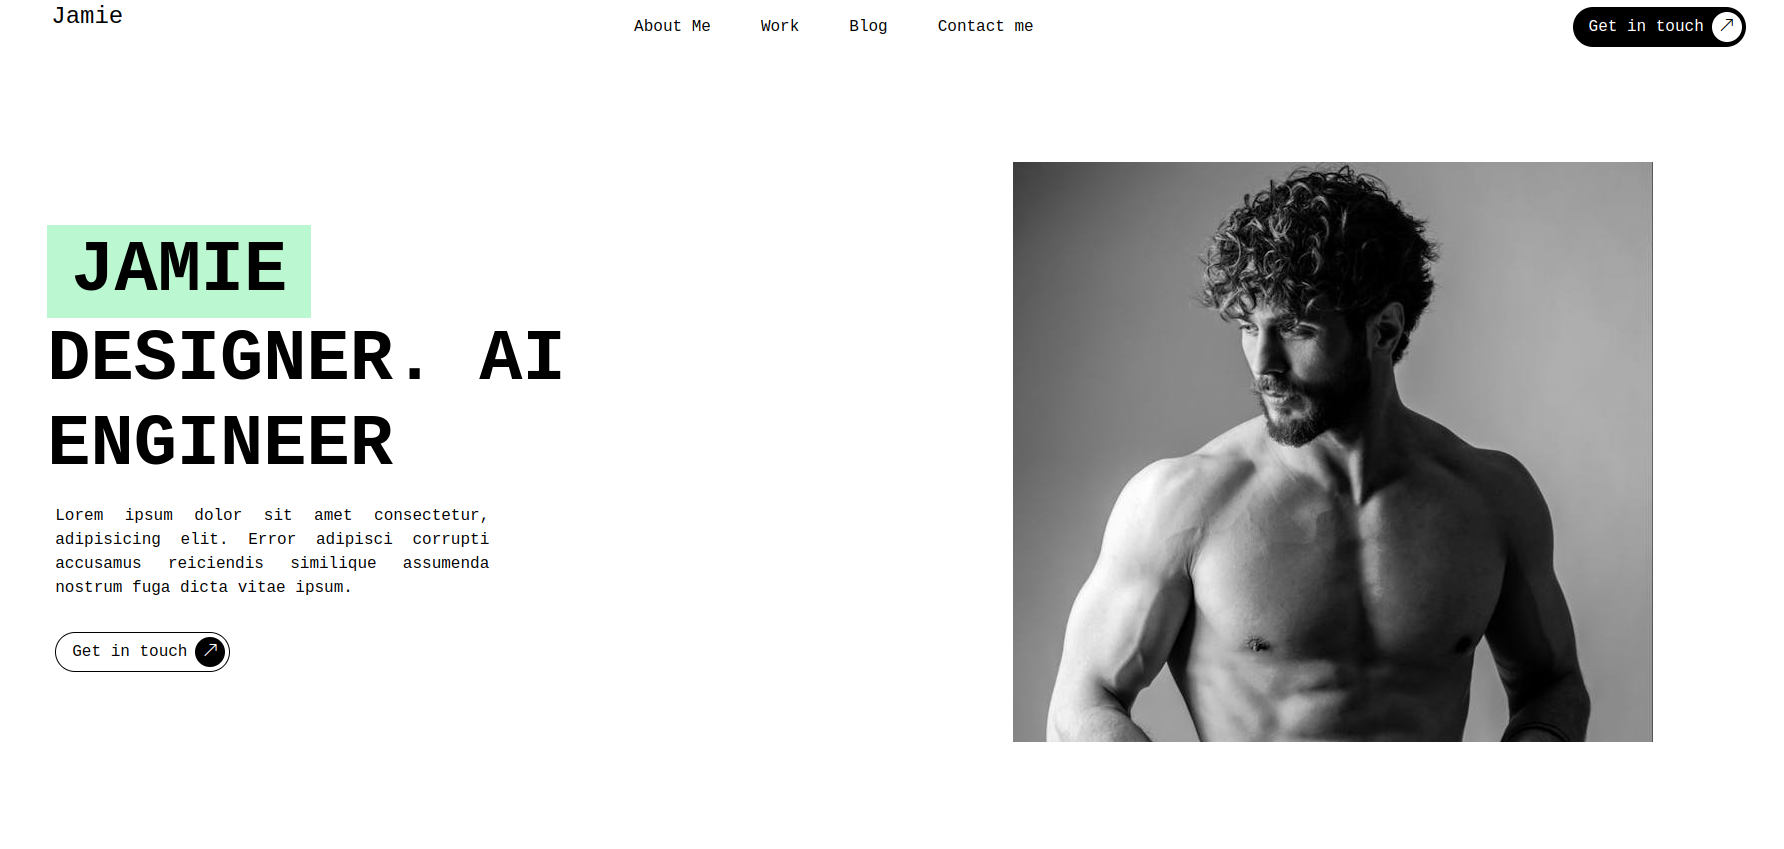 Jamie
About Me
Work
Blog
Contact me
Get in touch
JAMIE
DESIGNER. AI
ENGINEER
Lorem ipsum dolor sit amet consectetur,
adipisicing elit. Error adipisci corrupti
accusamus reiciendis similique assumenda
nostrum fuga dicta vitae ipsum.
Get in touch